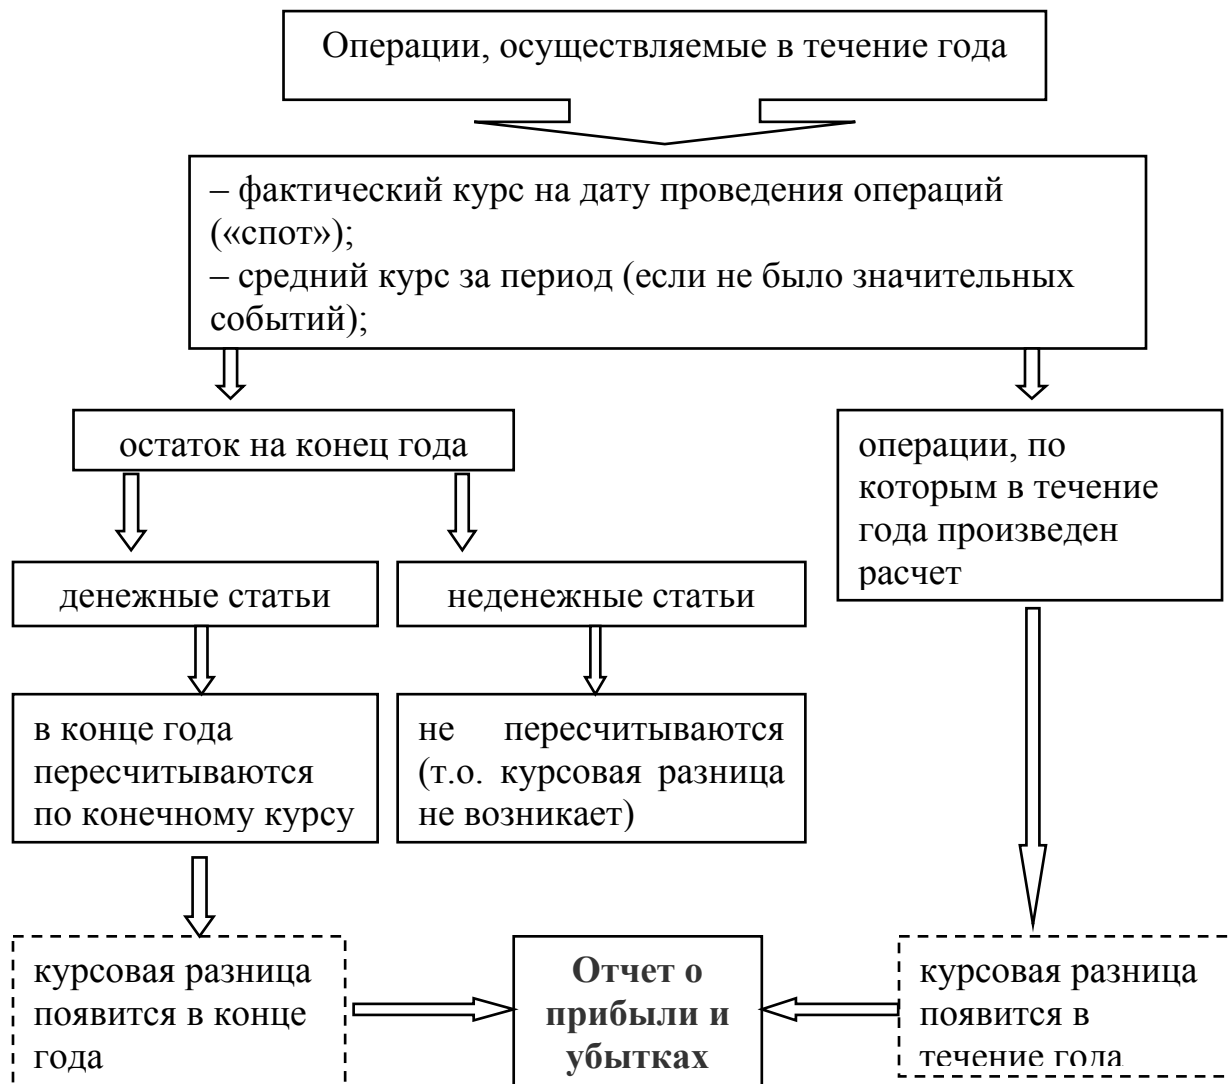 Операции, осуществляемые в течение года
– фактический курс на дату проведения операций
(«спот»);
– средний курс за период (если не было значительных
событий);
остаток на конец года
операции, по
которым в течение
года произведен
расчет
денежные статьи
неденежные статьи
в конце года
пересчитываются
по конечному курсу
не пересчитываются
(т.о. курсовая разница
не возникает)
курсовая разница
появится в конце
года
Отчет о
прибыли и
убытках
курсовая разница
появится в
течение года